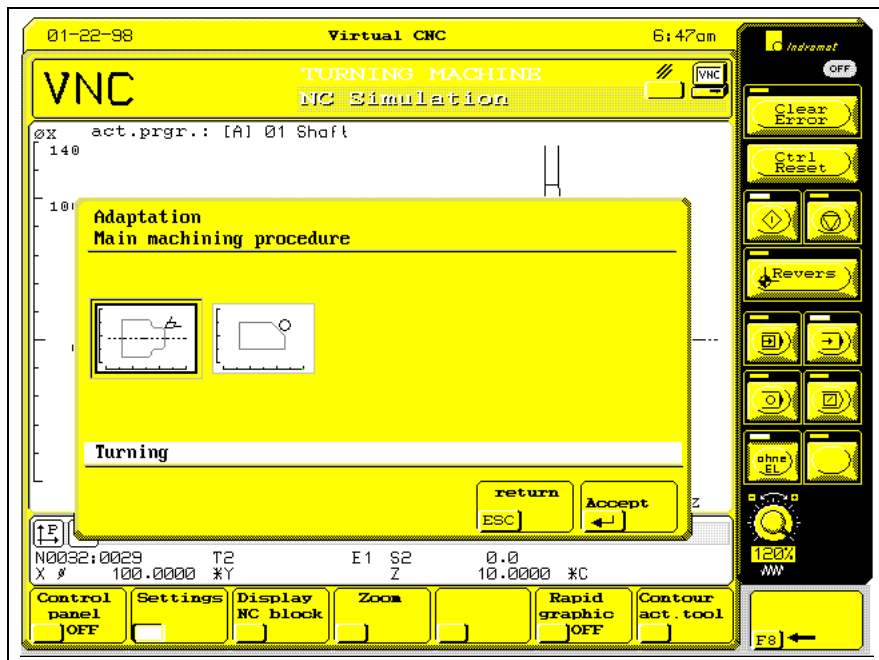 01-22-98 Virtual CNC 6:47am
Indramat
OFF
VNC
TURNING MACHINE
NC Simulation
VNC
Clear
Error
Ctrl
Reset
øX act.prgr.: [A] 01 Shaft
140
Adaptation
Main machining procedure
Revers
Turning
ohne
EL
return
ESC
Accept
Z
P
N0032:0029 T2 E1 S2 0.0
X ø 100.0000 *Y Z 10.0000 *C
120%
Control
panel
OFF
Settings
Display
NC block
Zoom
Rapid
graphic
OFF
Contour
act.tool
F8